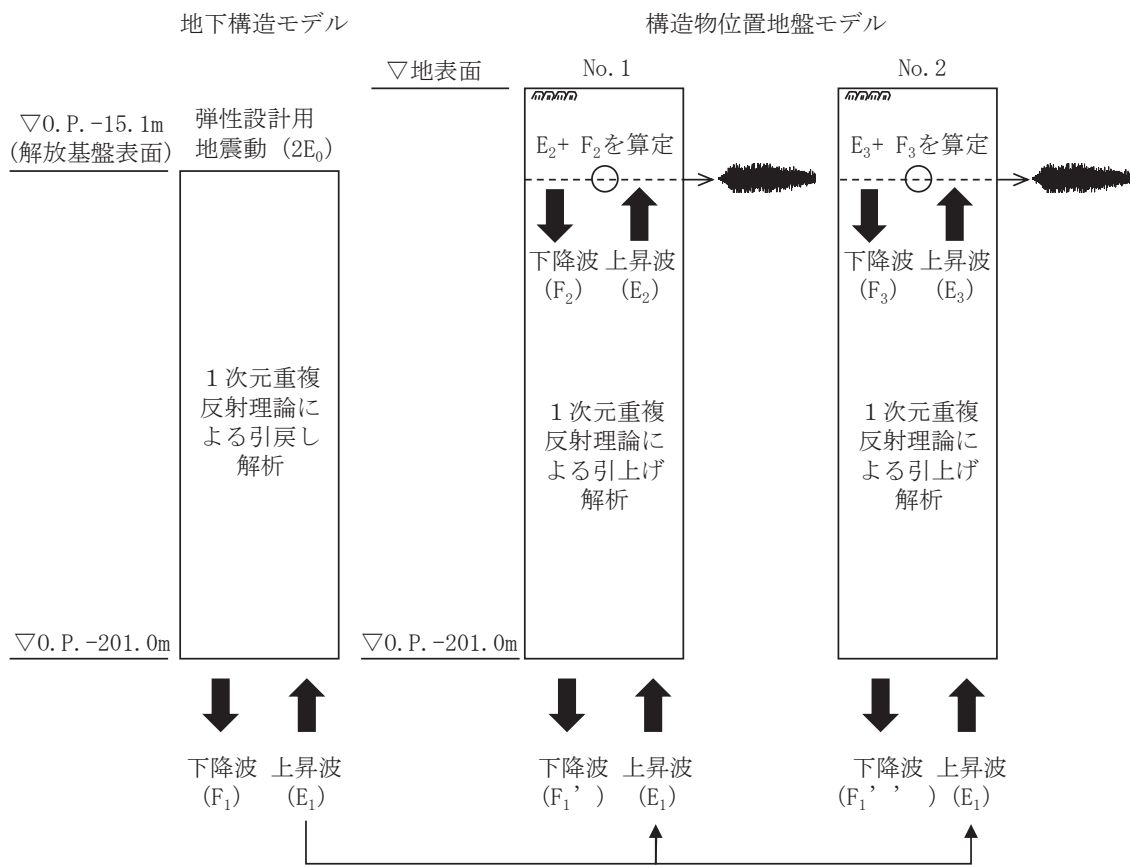 地下構造モデル
構造物位置地盤モデル
▽O.P.-15.1m
(解放基盤表面)
弾性設計用
地震動 (2E₀)
▽地表面
No.1
No.2
E₂+ F₂を算定
E₃+ F₃を算定
下降波
(F₂)
上昇波
(E₂)
下降波
(F₃)
上昇波
(E₃)
1次元重複
反射理論に
よる引戻し
解析
1次元重複
反射理論に
よる引上げ
解析
1次元重複
反射理論に
よる引上げ
解析
▽O.P.-201.0m
▽O.P.-201.0m
下降波
(F₁)
上昇波
(E₁)
下降波
(F₁’)
上昇波
(E₁)
下降波
(F₁’’)
上昇波
(E₁)